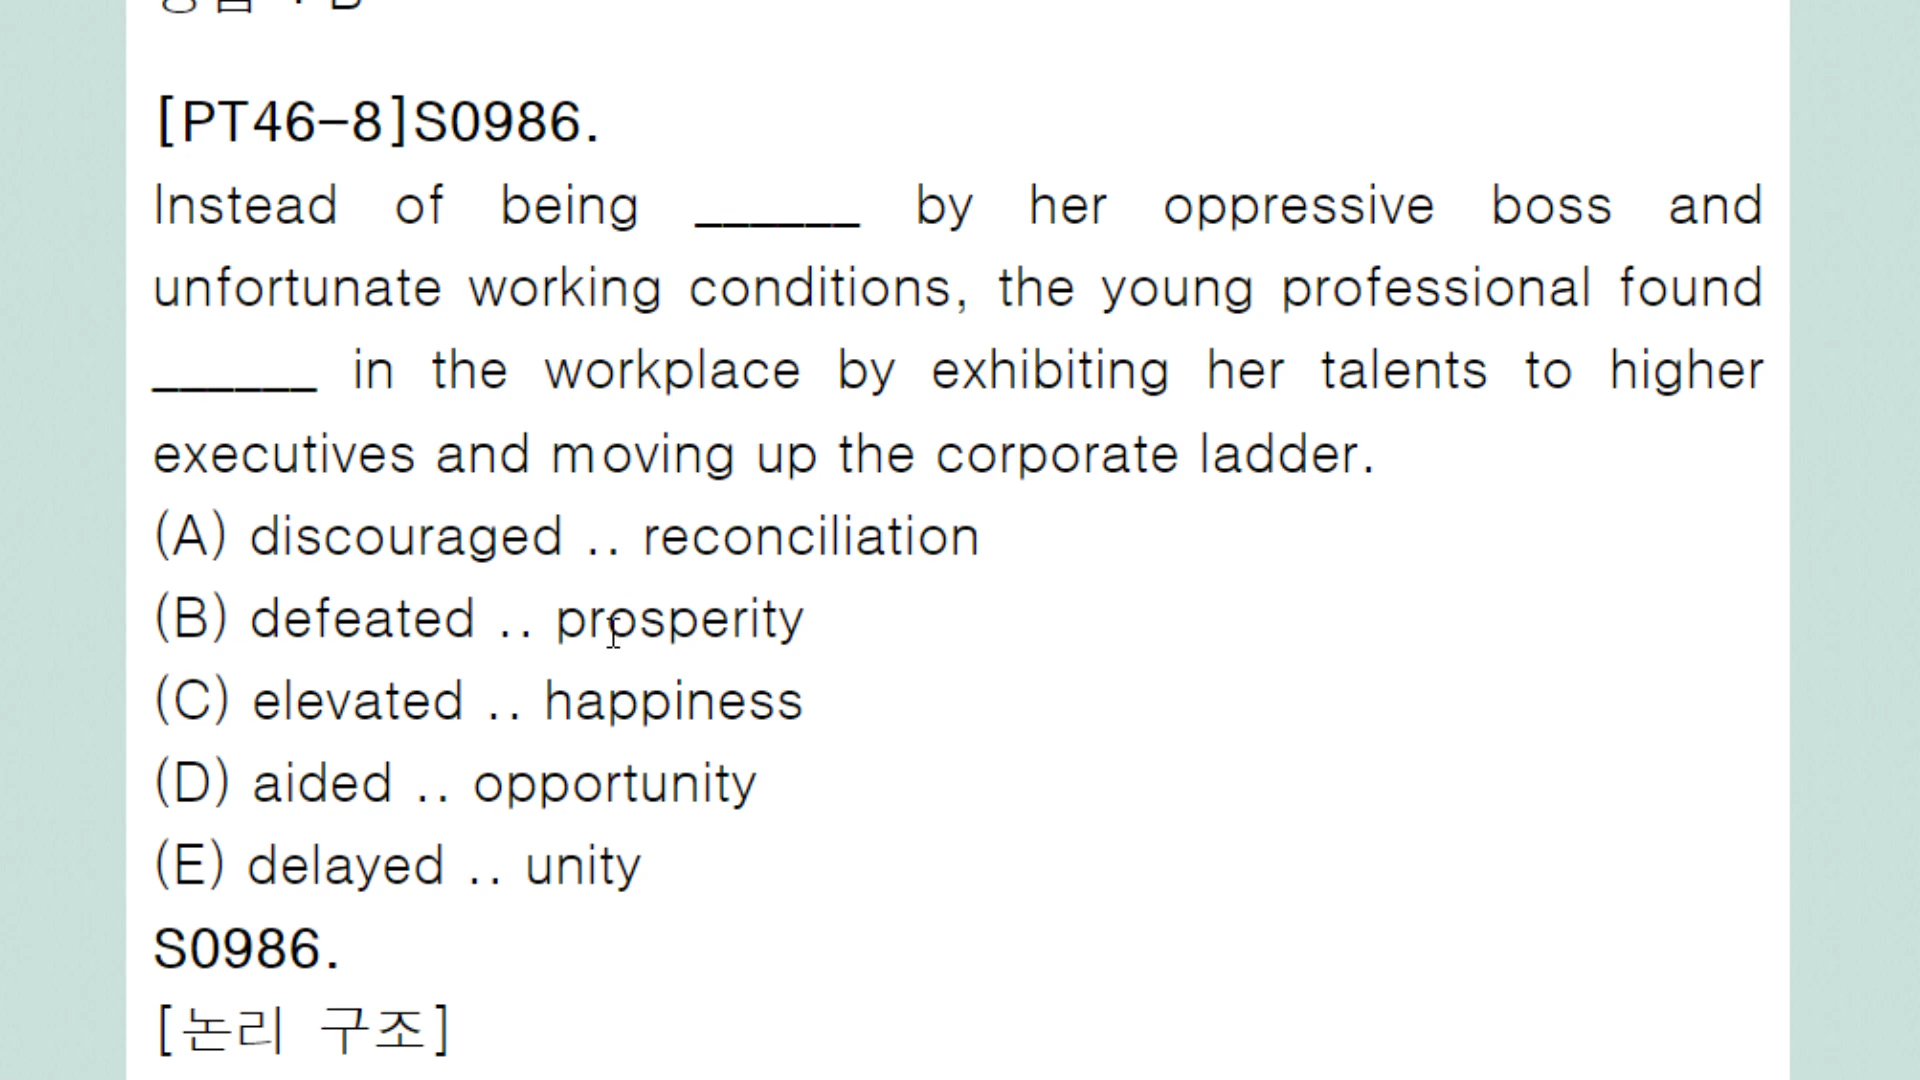 [PT46-8]S0986.
Instead of being ______ by her oppressive boss and
unfortunate working conditions, the young professional found
______ in the workplace by exhibiting her talents to higher
executives and moving up the corporate ladder.
(A) discouraged .. reconciliation
(B) defeated .. prosperity
(C) elevated .. happiness
(D) aided .. opportunity
(E) delayed .. unity
S0986.
[논리 구조]